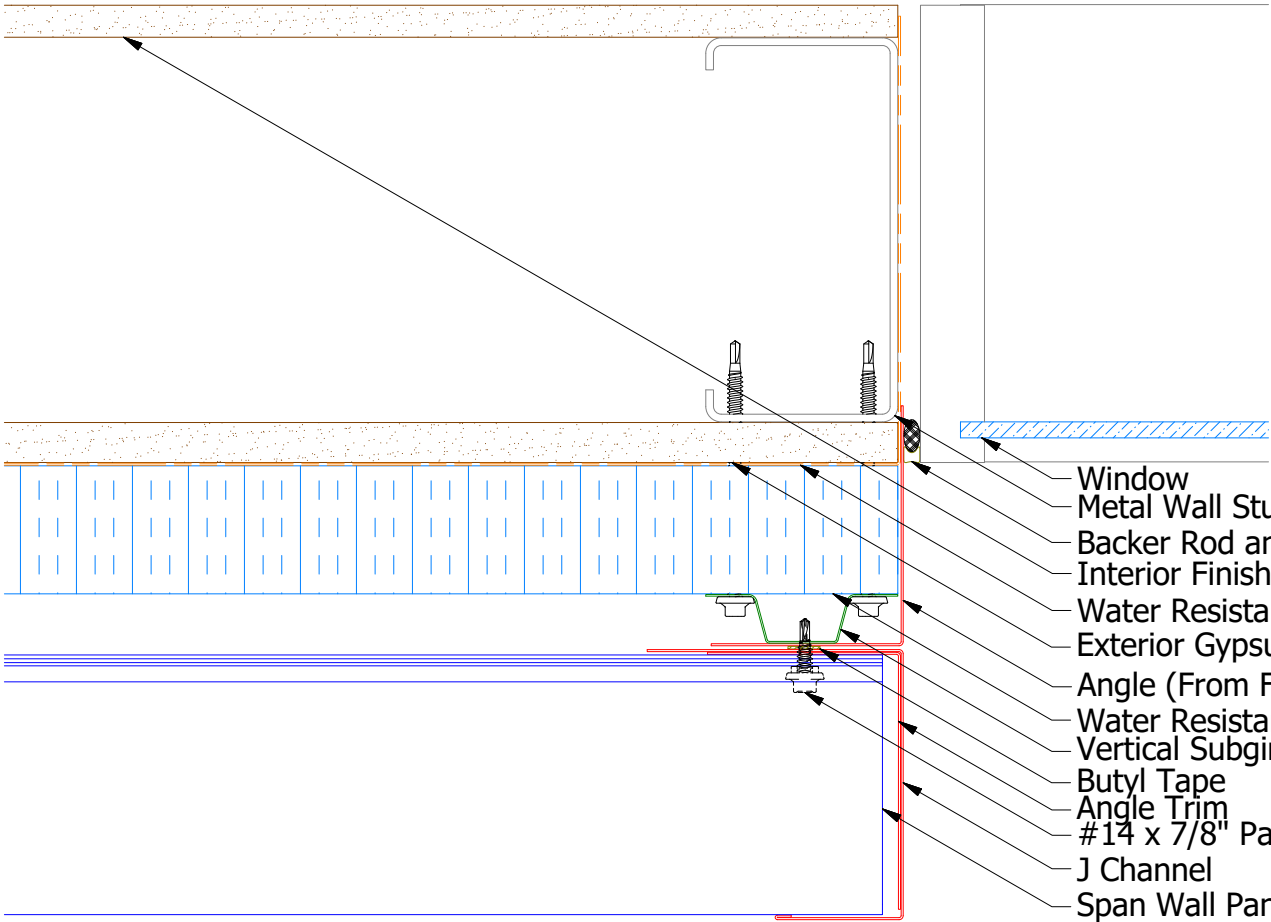 Window
Metal Wall Stu
Backer Rod an
Interior Finish
Water Resista
Exterior Gypsu
Angle (From F
Water Resista
Vertical Subgir
Butyl Tape
Angle Trim
#14 x 7/8" Pa
J Channel
Span Wall Pan